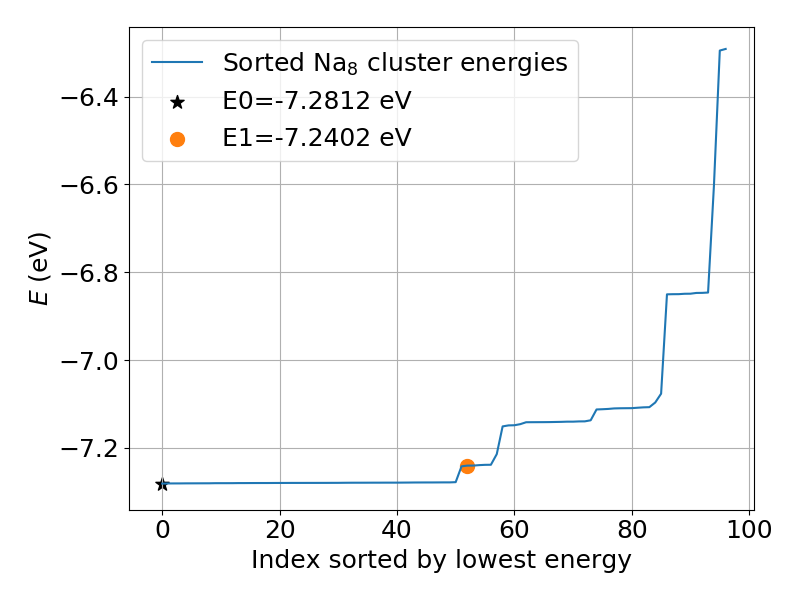 Sorted Na₈ cluster energies
E0=-7.2812 eV
E1=-7.2402 eV
−6.4
−6.6
−6.8
−7.0
−7.2
E (eV)
0 20 40 60 80 100
Index sorted by lowest energy